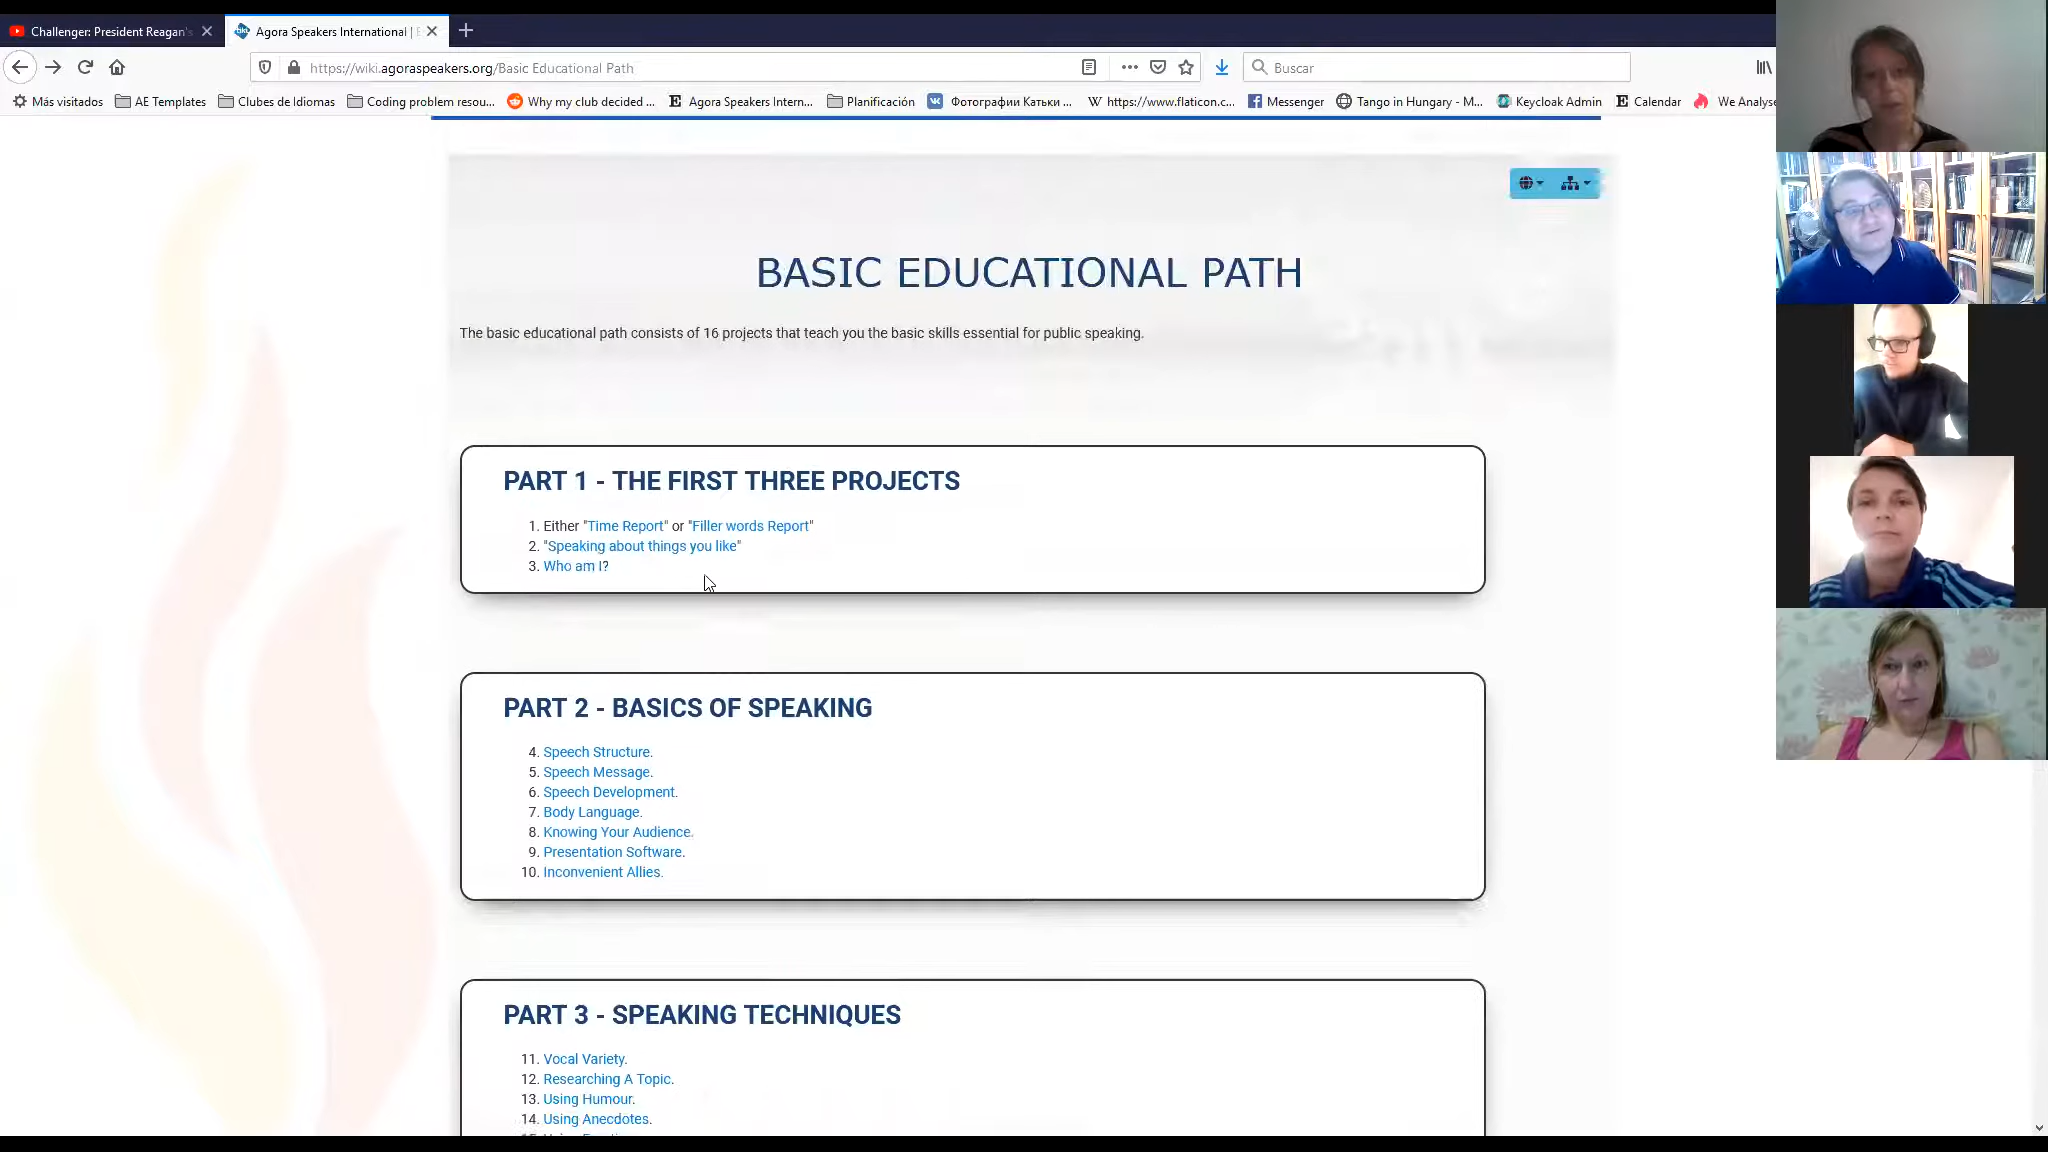 Challenger: President Reagan's
Agora Speakers International |
https://wiki.agoraspeakers.org/Basic Educational Path
Buscar
Más visitados
AE Templates
Clubes de Idiomas
Coding problem resou...
Why my club decided ...
Agora Speakers Intern...
Planificación
Фотографии Катьки ...
https://www.flaticon.c...
Messenger
Tango in Hungary - M...
Keycloak Admin
Calendar
We Analyse
BASIC EDUCATIONAL PATH
The basic educational path consists of 16 projects that teach you the basic skills essential for public speaking.
PART 1 - THE FIRST THREE PROJECTS
1. Either "Time Report" or "Filler words Report"
2. "Speaking about things you like"
3. Who am I?
PART 2 - BASICS OF SPEAKING
4. Speech Structure.
5. Speech Message.
6. Speech Development.
7. Body Language.
8. Knowing Your Audience.
9. Presentation Software.
10. Inconvenient Allies.
PART 3 - SPEAKING TECHNIQUES
11. Vocal Variety.
12. Researching A Topic.
13. Using Humour.
14. Using Anecdotes.